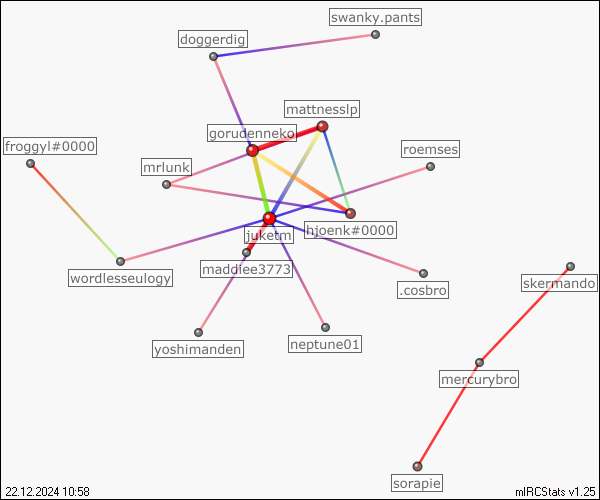 swanky.pants
doggerdig
mattnesslp
gorudenneko
froggyl#0000
roemses
mrlunk
hjoenk#0000
juketm
maddiee3773
wordlesseulogy
skermando
.cosbro
neptune01
yoshimanden
mercurybro
sorapie
22.12.2024 10:58
mIRCStats v1.25